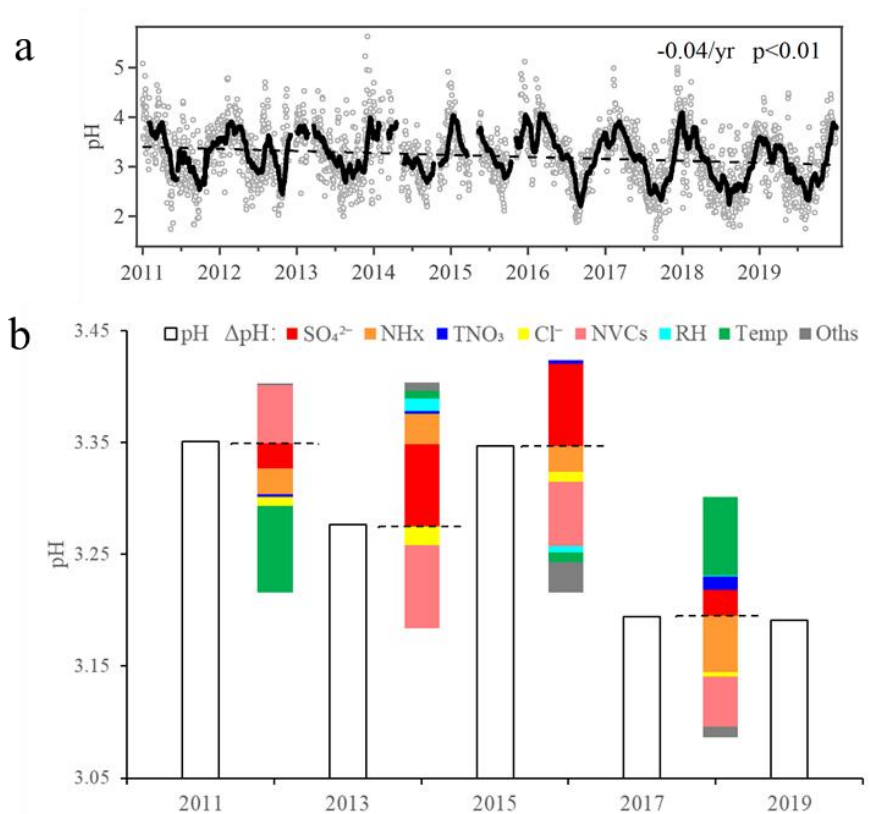 a
-0.04/yr p<0.01
pH
5
4
3
2
2011 2012 2013 2014 2015 2016 2017 2018 2019
b
pH ΔpH: SO₄²⁻ NHx TNO₃ Cl⁻ NVCs RH Temp Oths
pH
3.45
3.35
3.25
3.15
3.05
2011 2013 2015 2017 2019